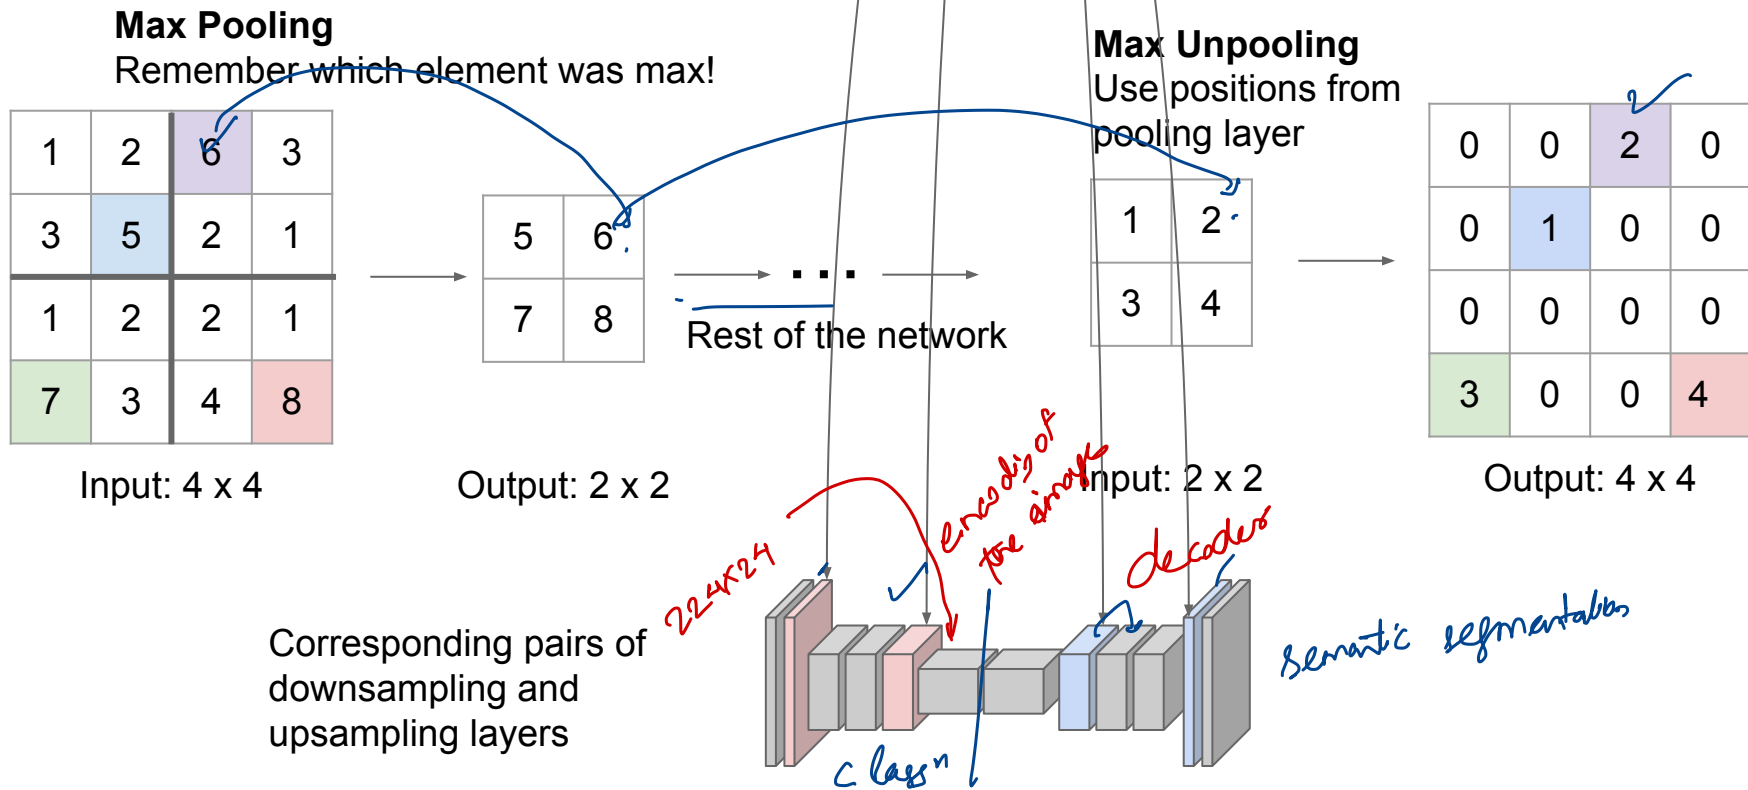 Max Pooling
Remember which element was max!
1 2 6 3
3 5 2 1
1 2 2 1
7 3 4 8
Input: 4 x 4
5 6
7 8
Output: 2 x 2
...
Rest of the network
Max Unpooling
Use positions from
pooling layer
1 2
3 4
Input: 2 x 2
0 0 2 0
0 1 0 0
0 0 0 0
3 0 0 4
Output: 4 x 4
Corresponding pairs of
downsampling and
upsampling layers
224x24
encoding of
the image
decoder
semantic segmentation
classn